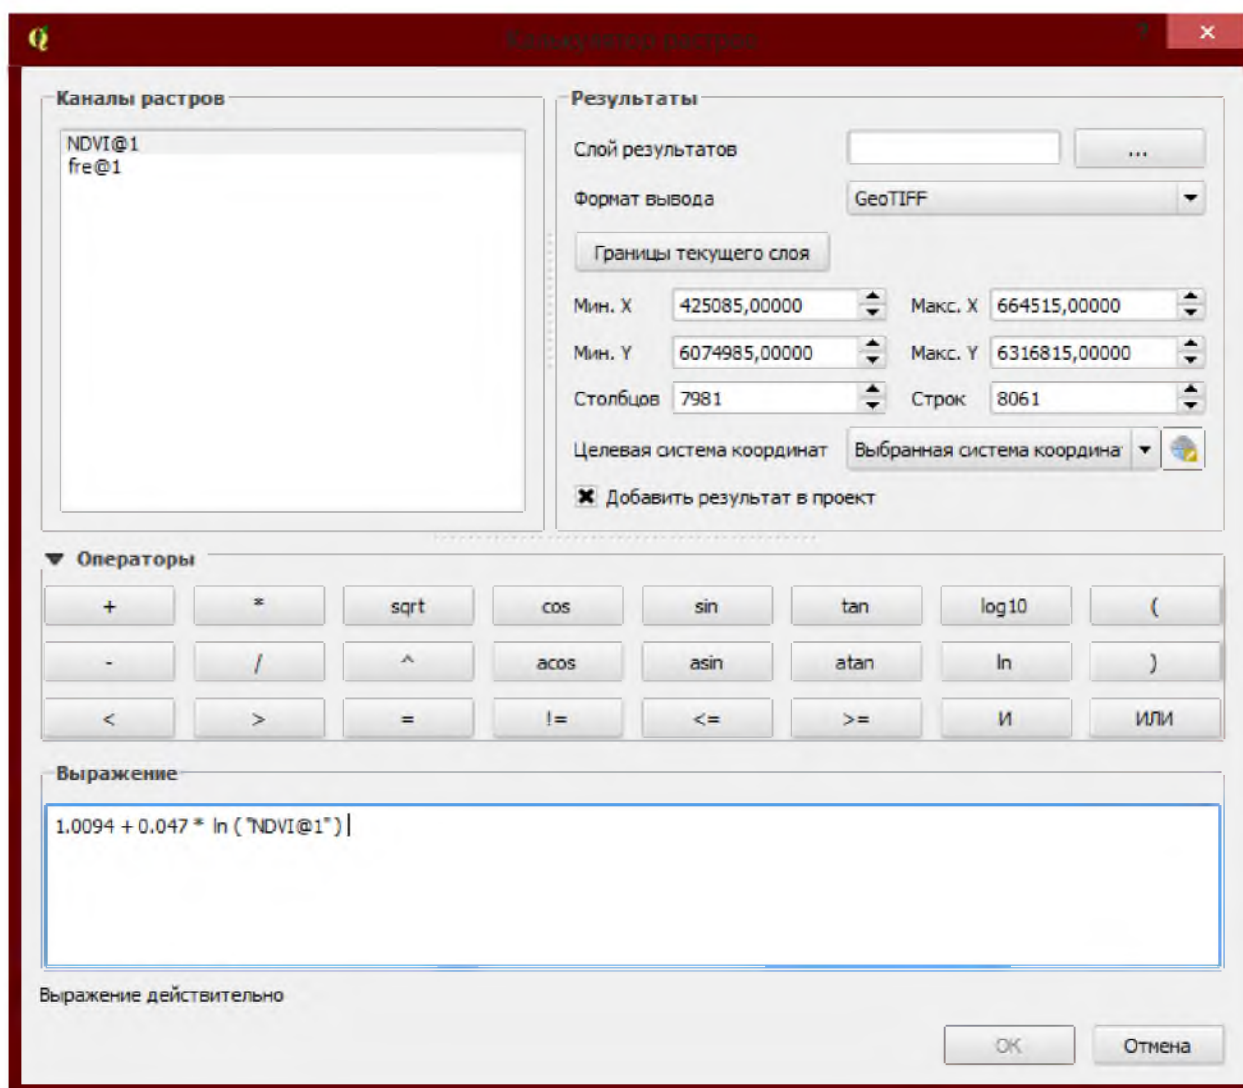 Калькулятор растров
?
×
Каналы растров
NDVI@1
fre@1
Результаты
Слой результатов
...
Формат вывода
GeoTIFF
Границы текущего слоя
Мин. X 425085,00000 Макс. X 664515,00000
Мин. Y 6074985,00000 Макс. Y 6316815,00000
Столбцов 7981 Строк 8061
Целевая система координат Выбранная система координа
Добавить результат в проект
Операторы
+ * sqrt cos sin tan log10 (
- / ^ acos asin atan ln )
< > = != <= >= И ИЛИ
Выражение
1.0094 + 0.047 * ln ( "NDVI@1" )
Выражение действительно
OK Отмена